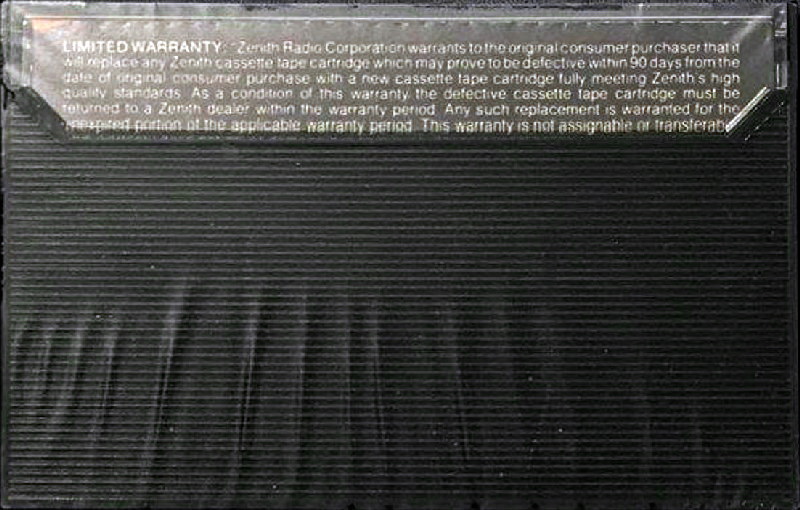 LIMITED WARRANTY: "Zenith Radio Corporation warrants to the original consumer purchaser that it
will replace any Zenith cassette tape cartridge which may prove to be defective within 90 days from the
date of original consumer purchase with a new cassette tape cartridge fully meeting Zenith's high
quality standards. As a condition of this warranty the defective cassette tape cartridge must be
returned to a Zenith dealer within the warranty period. Any such replacement is warranted for the
unexpired portion of the applicable warranty period. This warranty is not assignable or transferable